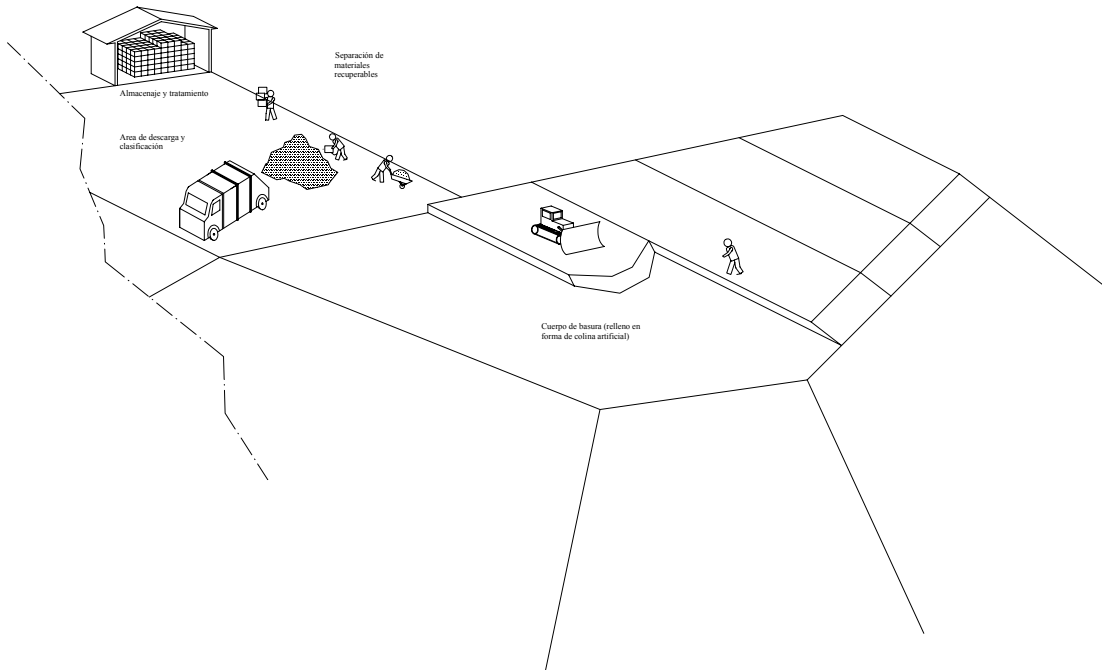 Separación de
materiales
recuperables
Almacenaje y tratamiento
Area de descarga y
clasificación
Cuerpo de basura (relleno en
forma de colina artificial)